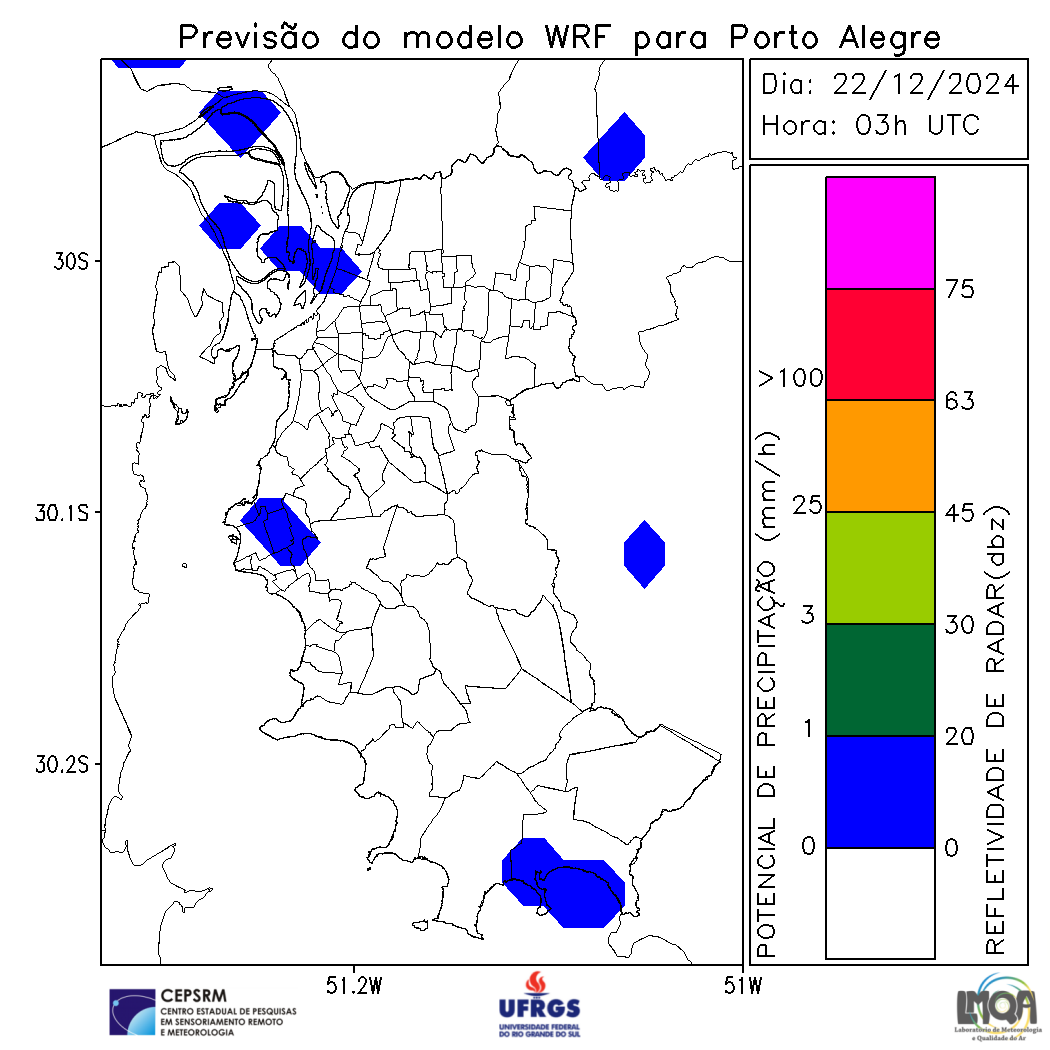 Previsão do modelo WRF para Porto Alegre
Dia: 22/12/2024
Hora: 03h UTC
30S
30.1S
30.2S
51.2W
51W
POTENCIAL DE PRECIPITAÇÃO (mm/h)
>100
25
3
1
0
75
63
45
30
20
0
REFLETIVIDADE DE RADAR(dbz)
CEPSRM
CENTRO ESTADUAL DE PESQUISAS
EM SENSORIAMENTO REMOTO
E METEOROLOGIA
UFRGS
UNIVERSIDADE FEDERAL
DO RIO GRANDE DO SUL
LMQA
Laboratório de Meteorologia
e Qualidade do Ar